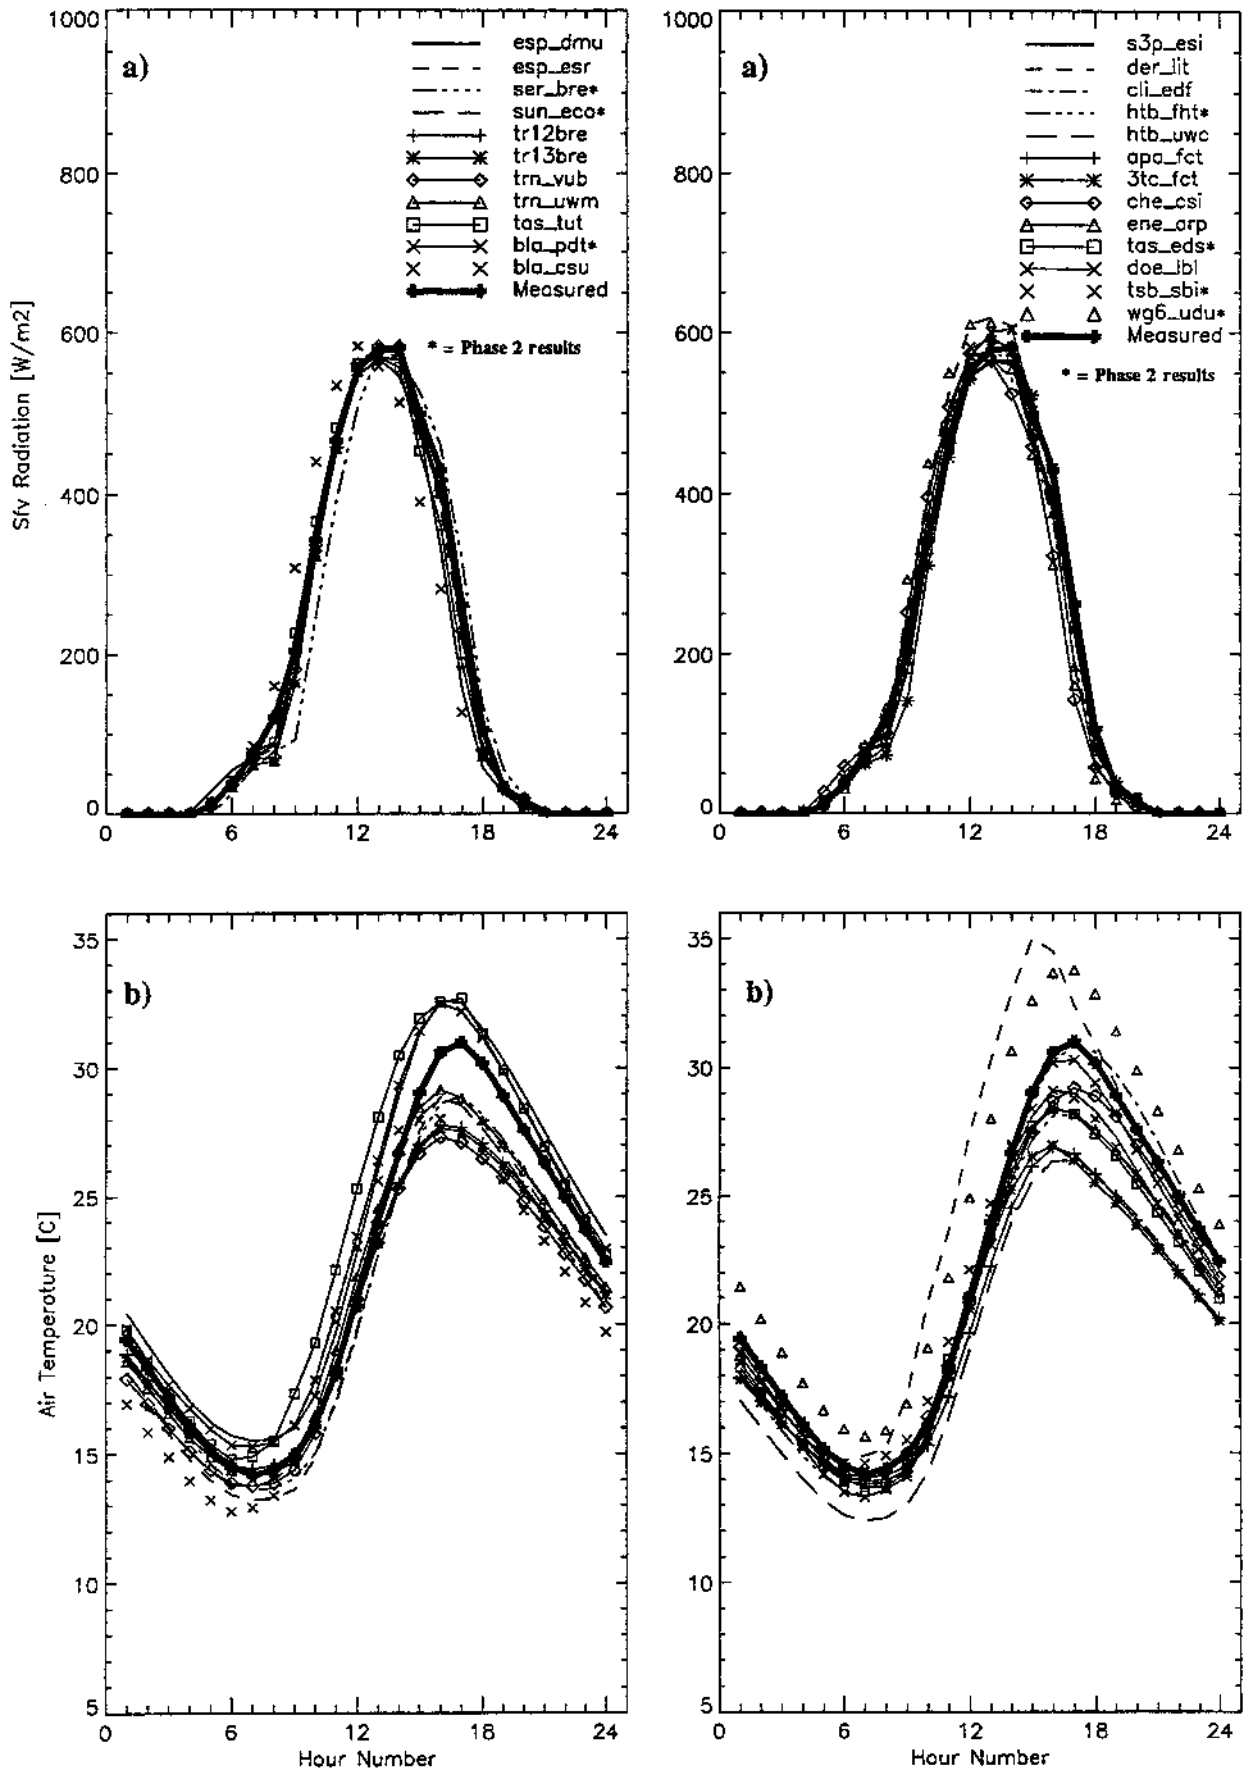 1000
800
600
400
200
0
Sfv Radiation [W/m2]
a)
esp_dmu
esp_esr
ser_bre*
sun_eco*
tr12bre
tr13bre
trn_vub
trn_uwm
tas_tut
bla_pdt*
bla_csu
Measured
* = Phase 2 results
0 6 12 18 24
1000
800
600
400
200
0
a)
s3p_esi
der_lit
cli_edf
htb_fht*
htb_uwc
apa_fct
3tc_fct
che_csi
ene_arp
tas_eds*
doe_lbl
tsb_sbi*
wg6_udu*
Measured
* = Phase 2 results
0 6 12 18 24
35
30
25
20
15
10
5
Air Temperature [C]
b)
0 6 12 18 24
Hour Number
35
30
25
20
15
10
5
b)
0 6 12 18 24
Hour Number